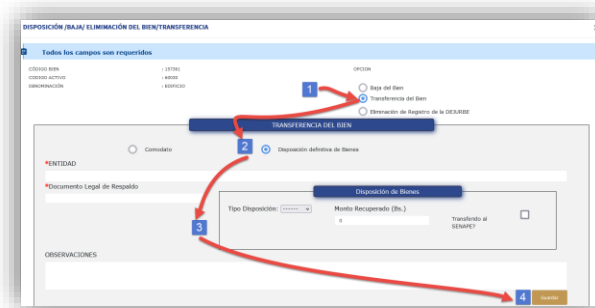 DISPOSICIÓN /BAJA/ ELIMINACIÓN DEL BIEN/TRANSFERENCIA
Todos los campos son requeridos
CÓDIGO BIEN : 157361
OPCION
CODIGO ACTIVO : 60003
DENOMINACIÓN : EDIFICIO
1
Baja del Bien
Transferencia del Bien
Eliminación de Registro de la DEJURBE
TRANSFERENCIA DEL BIEN
Comodato
2
Disposición definitiva de Bienes
*ENTIDAD
*Documento Legal de Respaldo
Disposición de Bienes
Tipo Disposición: ------
Monto Recuperado (Bs.)
0
Transferido al
SENAPE?
3
OBSERVACIONES
4
Guardar